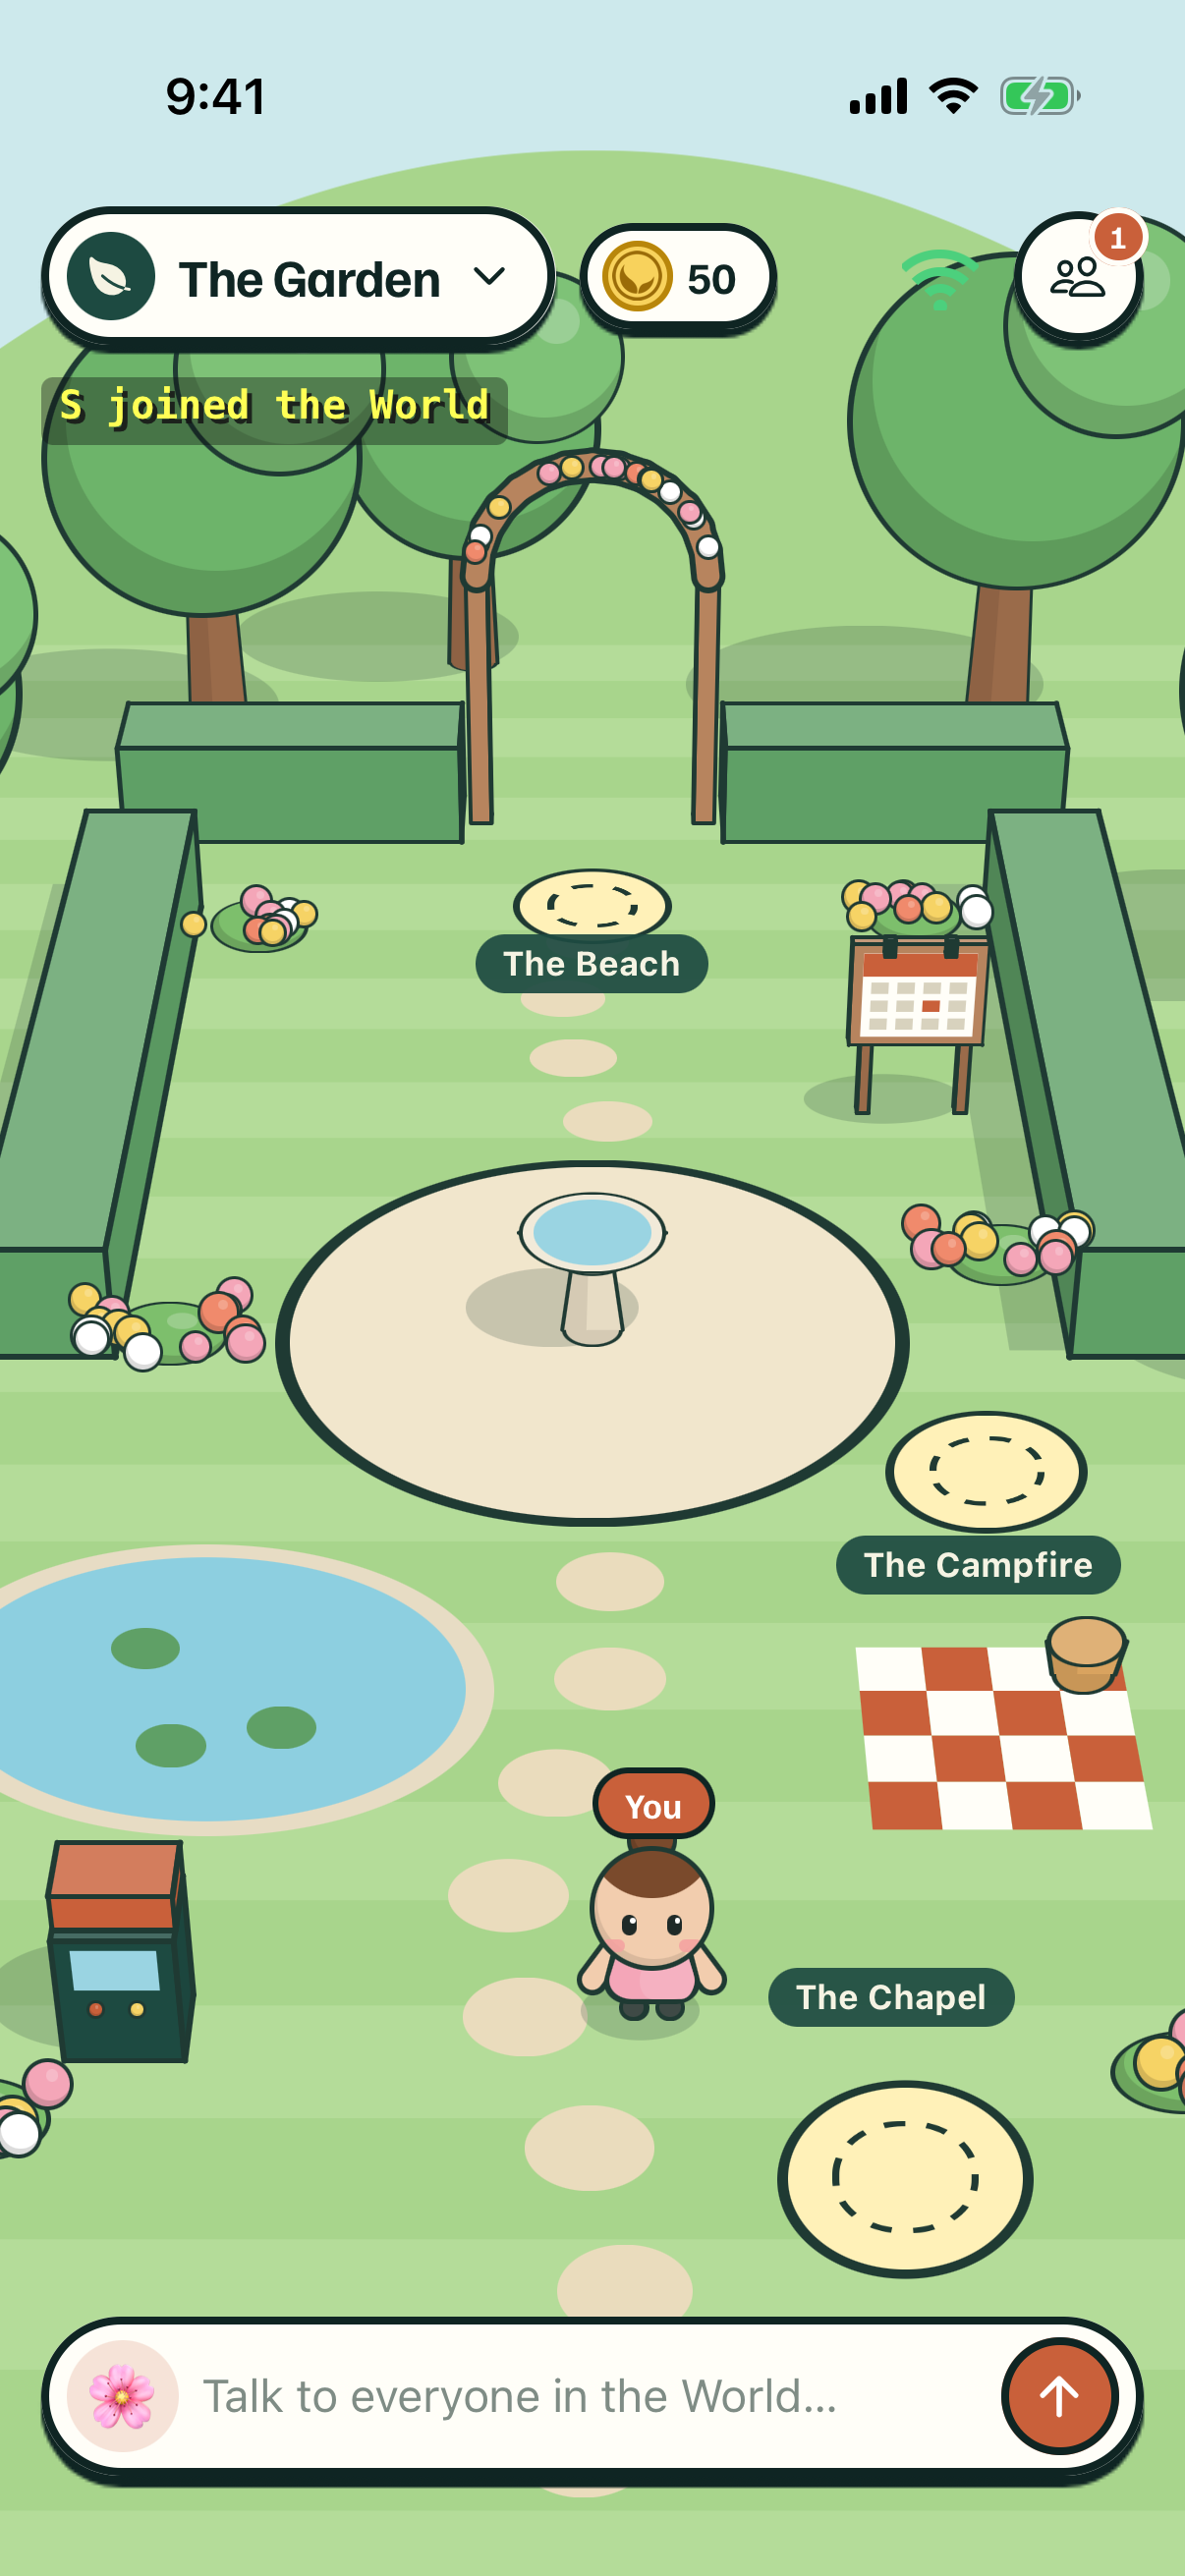 9:41
The Garden
50
1
S joined the World
The Beach
The Campfire
You
The Chapel
Talk to everyone in the World...